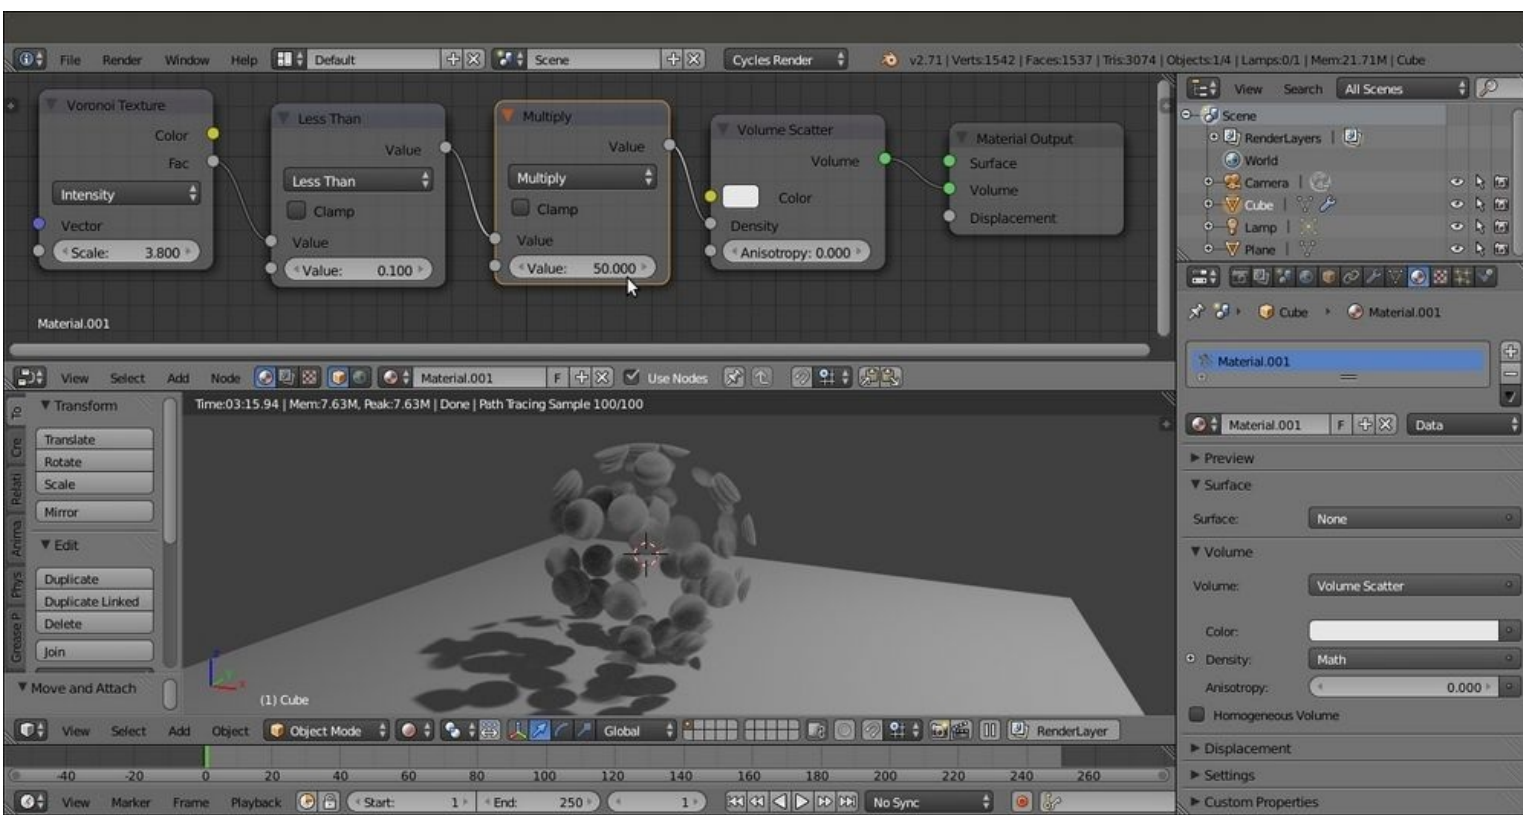 File Render Window Help Default Scene Cycles Render v2.71 | Verts:1542 | Faces:1537 | Tris:3074 | Objects:1/4 | Lamps:0/1 | Mem:21.71M | Cube
View Search All Scenes
Scene
RenderLayers |
World
Camera |
Cube |
Lamp |
Plane |
Voronoi Texture
Color
Fac
Intensity
Vector
Scale: 3.800
Less Than
Value
Less Than
Clamp
Value
Value: 0.100
Multiply
Value
Multiply
Clamp
Value
Value: 50.000
Volume Scatter
Volume
Color
Density
Anisotropy: 0.000
Material Output
Surface
Volume
Displacement
Material.001
View Select Add Node Material.001 F Use Nodes
Cube Material.001
Material.001
Material.001 F Data
Preview
Surface
Surface: None
Volume
Volume: Volume Scatter
Color:
Density: Math
Anisotropy: 0.000
Homogeneous Volume
Displacement
Settings
Custom Properties
To
Cre
Relati
Anima
Phys
Grease P
Transform
Translate
Rotate
Scale
Mirror
Edit
Duplicate
Duplicate Linked
Delete
Join
Move and Attach
Time:03:15.94 | Mem:7.63M, Peak:7.63M | Done | Path Tracing Sample 100/100
(1) Cube
View Select Add Object Object Mode Global RenderLayer
-40 -20 0 20 40 60 80 100 120 140 160 180 200 220 240 260
View Marker Frame Playback Start: 1 End: 250 1 No Sync